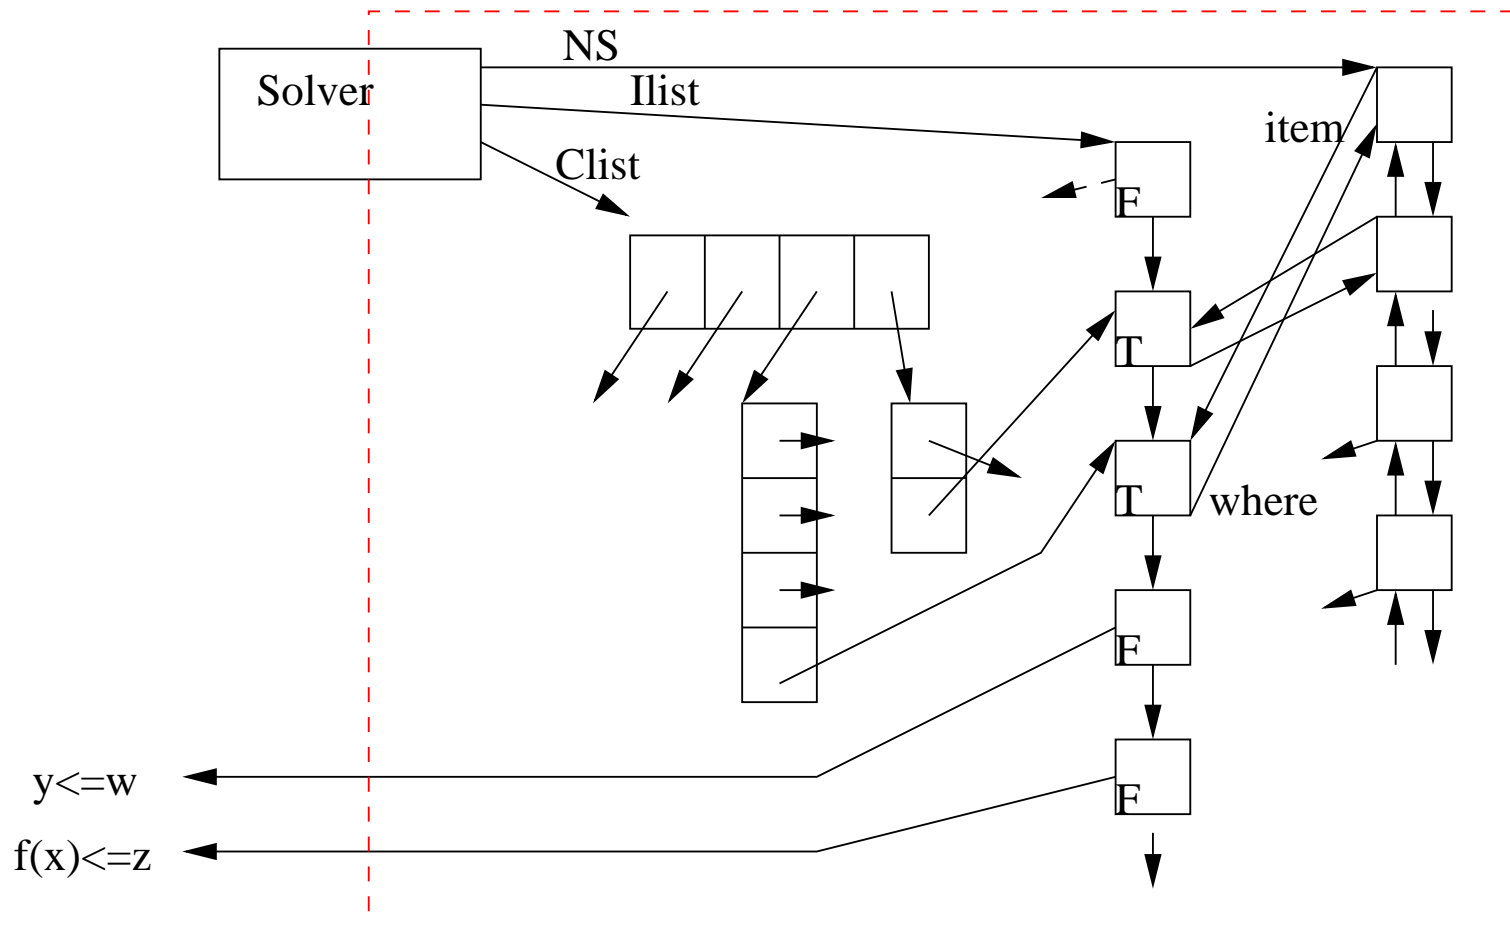 NS
Solver
Ilist
item
Clist
F
T
T
where
F
y<=w
F
f(x)<=z